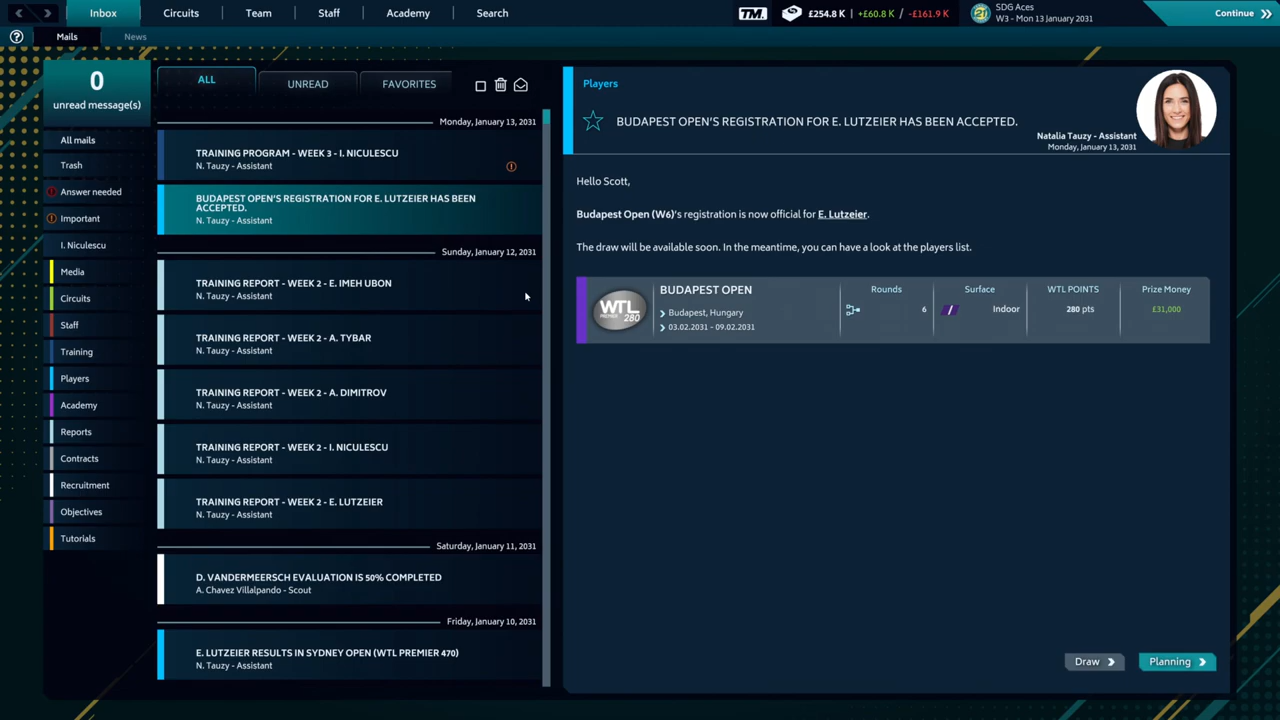 Inbox
Circuits
Team
Staff
Academy
Search
TM.
£254.8 K | +£60.8 K / -£161.9 K
21
SDG Aces
W3 - Mon 13 January 2031
Continue
?
Mails
News
0
unread message(s)
All mails
Trash
Answer needed
Important
I. Niculescu
Media
Circuits
Staff
Training
Players
Academy
Reports
Contracts
Recruitment
Objectives
Tutorials
ALL
UNREAD
FAVORITES
Monday, January 13, 2031
TRAINING PROGRAM - WEEK 3 - I. NICULESCU
N. Tauzy - Assistant
BUDAPEST OPEN'S REGISTRATION FOR E. LUTZEIER HAS BEEN
ACCEPTED.
N. Tauzy - Assistant
Sunday, January 12, 2031
TRAINING REPORT - WEEK 2 - E. IMEH UBON
N. Tauzy - Assistant
TRAINING REPORT - WEEK 2 - A. TYBAR
N. Tauzy - Assistant
TRAINING REPORT - WEEK 2 - A. DIMITROV
N. Tauzy - Assistant
TRAINING REPORT - WEEK 2 - I. NICULESCU
N. Tauzy - Assistant
TRAINING REPORT - WEEK 2 - E. LUTZEIER
N. Tauzy - Assistant
Saturday, January 11, 2031
D. VANDERMEERSCH EVALUATION IS 50% COMPLETED
A. Chavez Villalpando - Scout
Friday, January 10, 2031
E. LUTZEIER RESULTS IN SYDNEY OPEN (WTL PREMIER 470)
N. Tauzy - Assistant
Players
BUDAPEST OPEN'S REGISTRATION FOR E. LUTZEIER HAS BEEN ACCEPTED.
Natalia Tauzy - Assistant
Monday, January 13, 2031
Hello Scott,
Budapest Open (W6)'s registration is now official for E. Lutzeier.
The draw will be available soon. In the meantime, you can have a look at the players list.
WTL
PREMIER
280
BUDAPEST OPEN
Budapest, Hungary
03.02.2031 - 09.02.2031
Rounds
6
Surface
Indoor
WTL POINTS
280 pts
Prize Money
£31,000
Draw
Planning